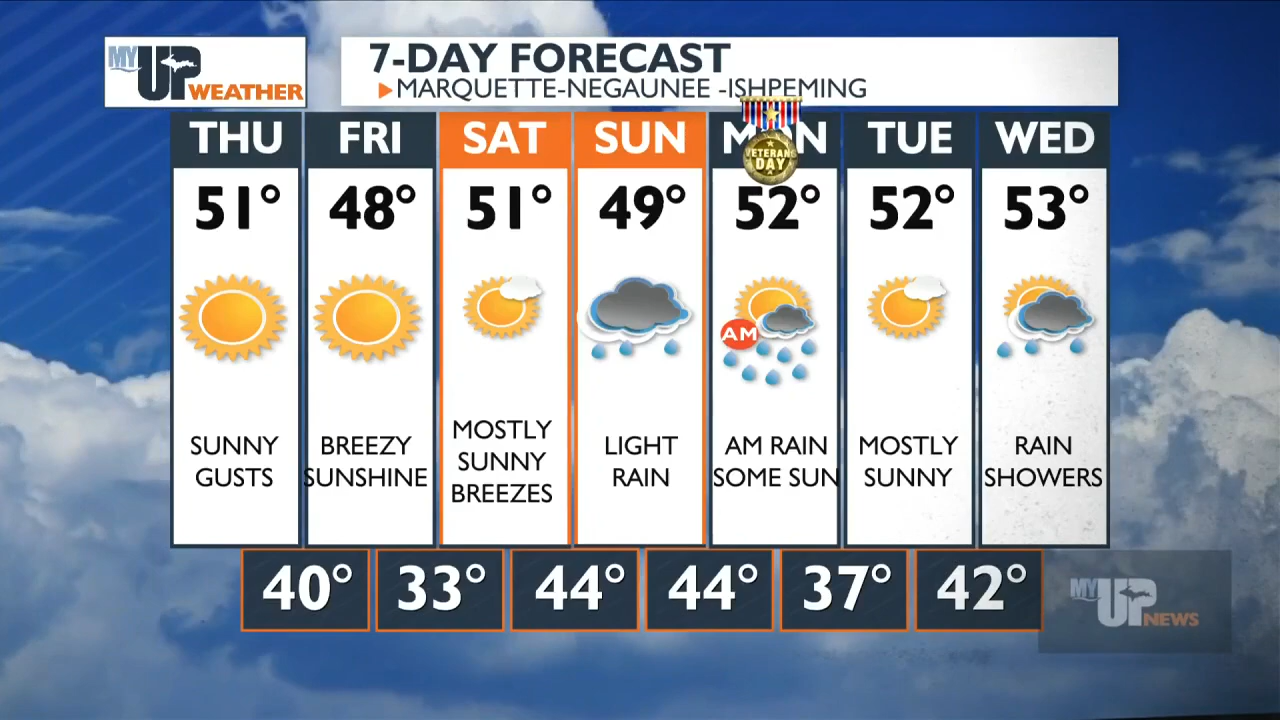 MY UP WEATHER
7-DAY FORECAST
MARQUETTE-NEGAUNEE -ISHPEMING
THU FRI SAT SUN MON TUE WED
VETERANS
DAY
51° 48° 51° 49° 52° 52° 53°
AM
SUNNY
GUSTS
BREEZY
SUNSHINE
MOSTLY
SUNNY
BREEZES
LIGHT
RAIN
AM RAIN
SOME SUN
MOSTLY
SUNNY
RAIN
SHOWERS
40° 33° 44° 44° 37° 42°
MY UP NEWS